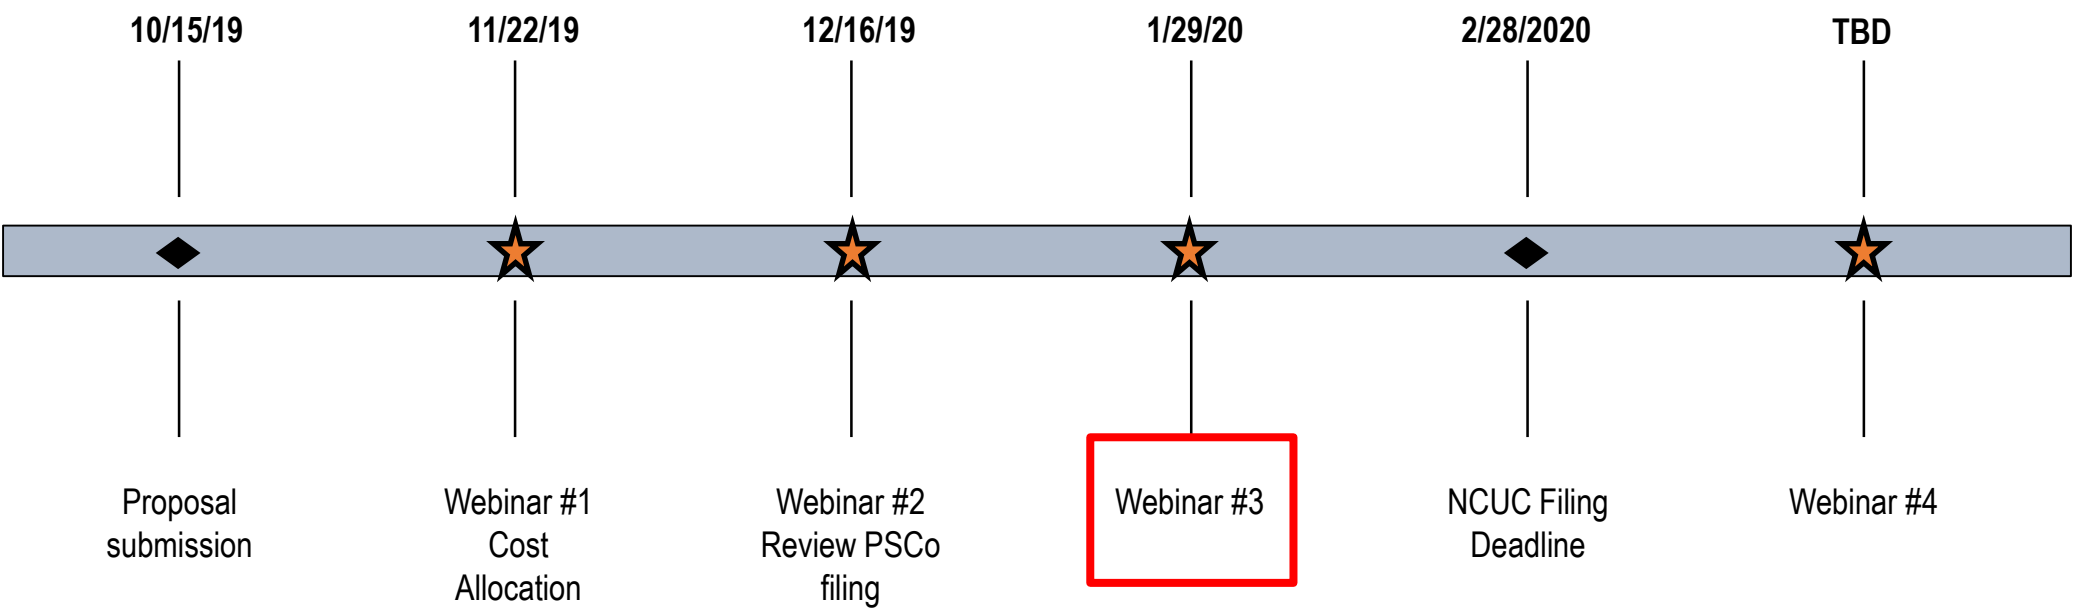 10/15/19
11/22/19
12/16/19
1/29/20
2/28/2020
TBD
Proposal
submission
Webinar #1
Cost
Allocation
Webinar #2
Review PSCo
filing
Webinar #3
NCUC Filing
Deadline
Webinar #4